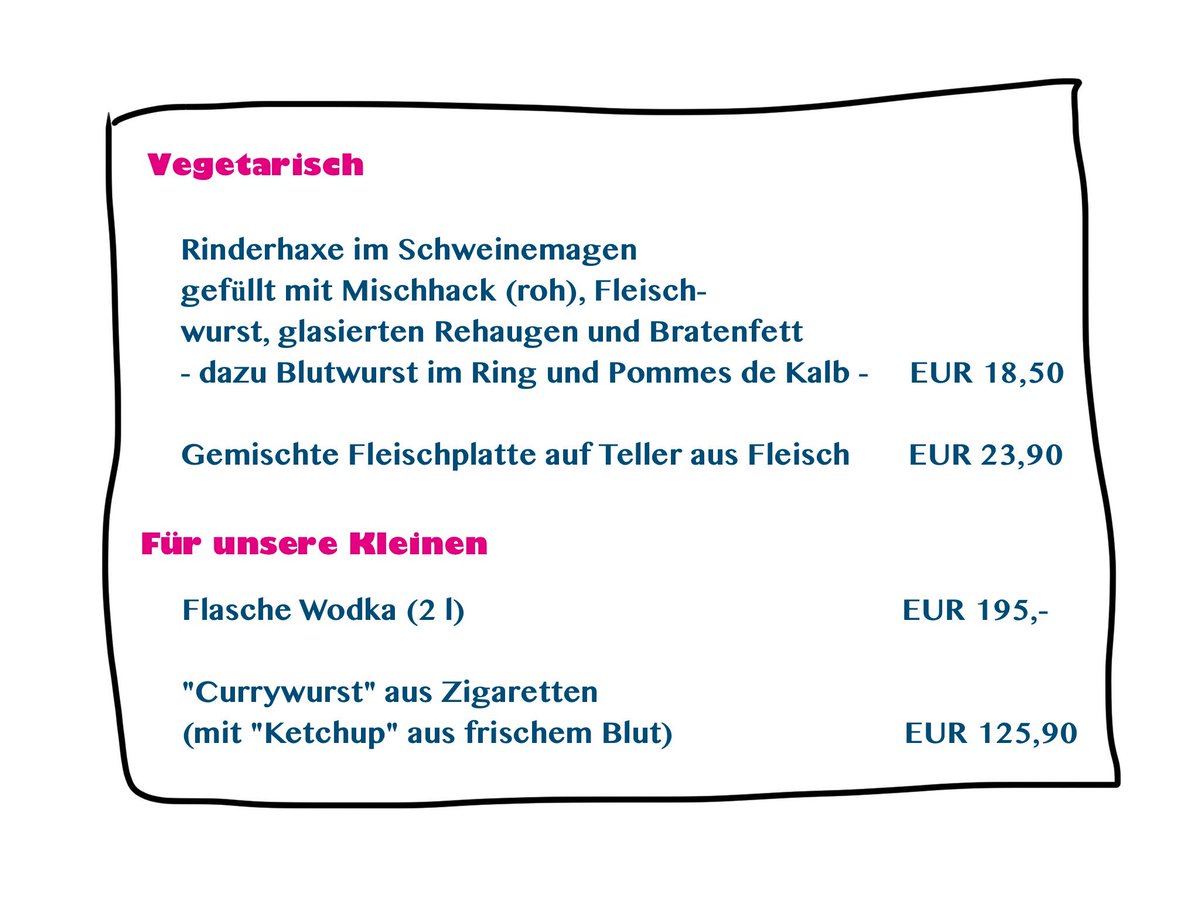 Vegetarisch
Rinderhaxe im Schweinemagen
gefüllt mit Mischhack (roh), Fleisch-
wurst, glasierten Rehaugen und Bratenfett
- dazu Blutwurst im Ring und Pommes de Kalb - EUR 18,50
Gemischte Fleischplatte auf Teller aus Fleisch EUR 23,90
Für unsere Kleinen
Flasche Wodka (2 l) EUR 195,-
"Currywurst" aus Zigaretten
(mit "Ketchup" aus frischem Blut) EUR 125,90